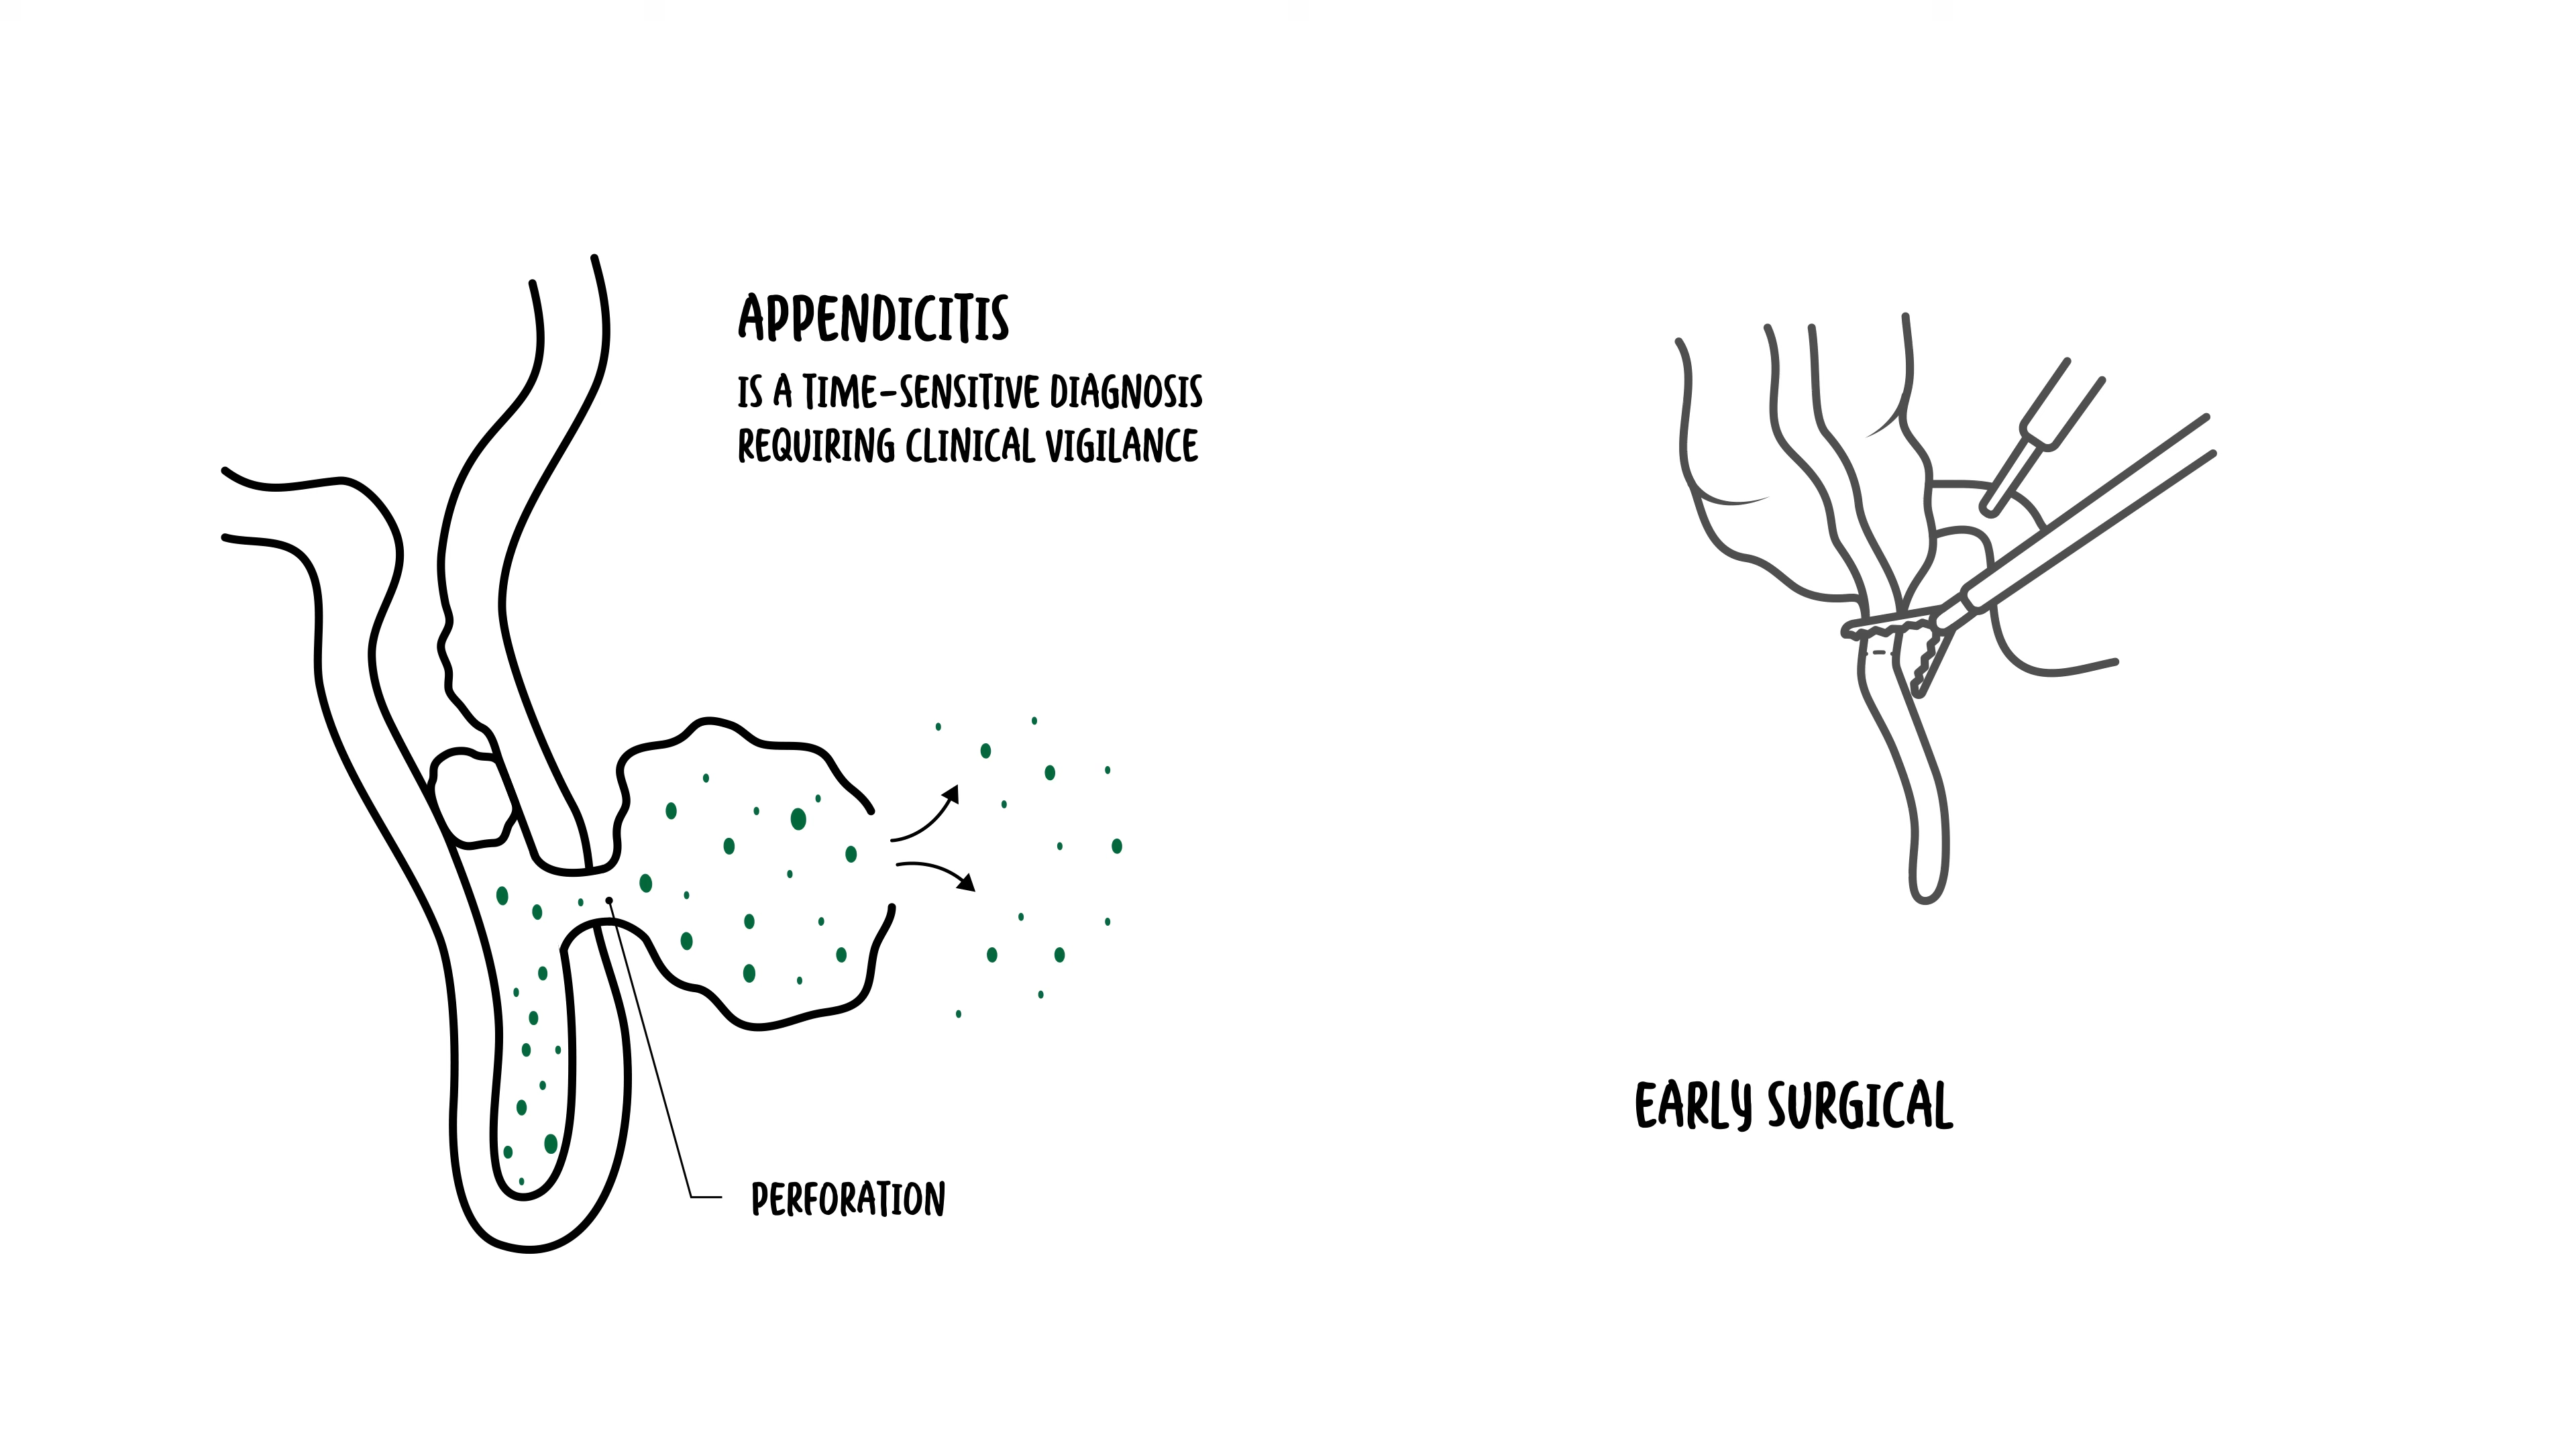 APPENDICITIS
IS A TIME-SENSITIVE DIAGNOSIS
REQUIRING CLINICAL VIGILANCE
PERFORATION
EARLY SURGICAL